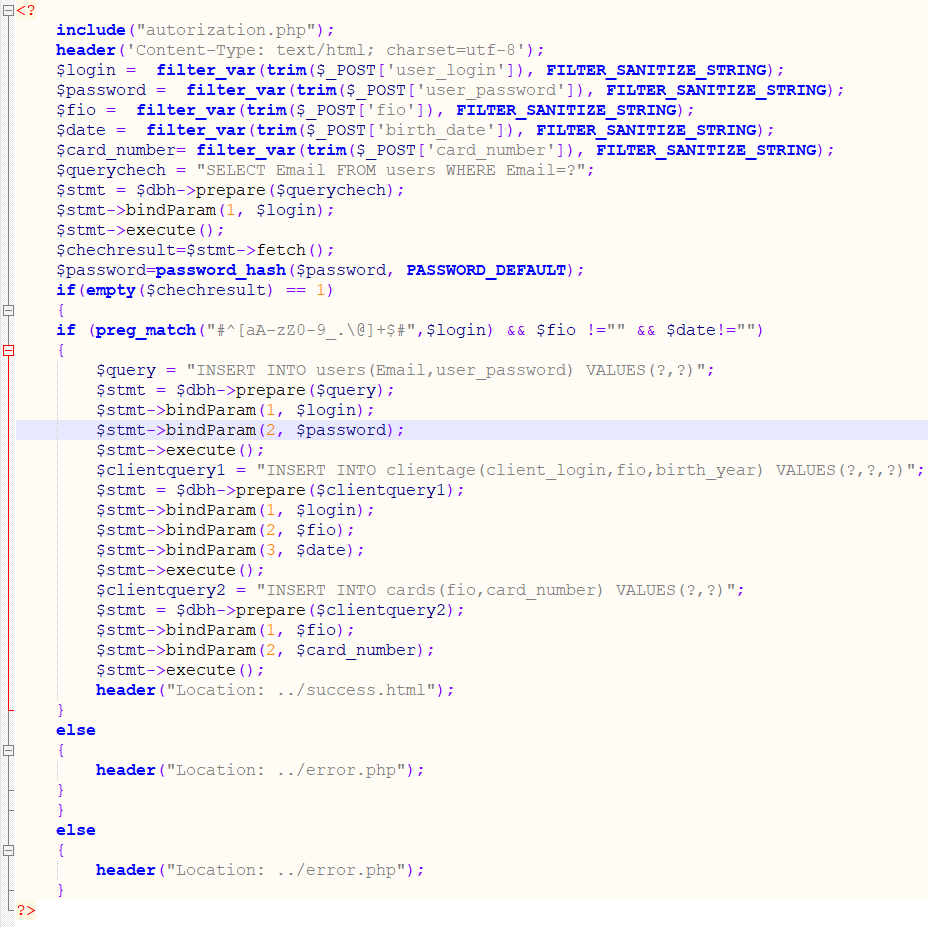 <?
include("autorization.php");
header('Content-Type: text/html; charset=utf-8');
$login =  filter_var(trim($_POST['user_login']), FILTER_SANITIZE_STRING);
$password =  filter_var(trim($_POST['user_password']), FILTER_SANITIZE_STRING);
$fio =  filter_var(trim($_POST['fio']), FILTER_SANITIZE_STRING);
$date =  filter_var(trim($_POST['birth_date']), FILTER_SANITIZE_STRING);
$card_number= filter_var(trim($_POST['card_number']), FILTER_SANITIZE_STRING);
$querychech = "SELECT Email FROM users WHERE Email=?";
$stmt = $dbh->prepare($querychech);
$stmt->bindParam(1, $login);
$stmt->execute();
$chechresult=$stmt->fetch();
$password=password_hash($password, PASSWORD_DEFAULT);
if(empty($chechresult) == 1)
{
if (preg_match("#^[aA-zZ0-9_.\@]+$#",$login) && $fio !="" && $date!="")
{
$query = "INSERT INTO users(Email,user_password) VALUES(?,?)";
$stmt = $dbh->prepare($query);
$stmt->bindParam(1, $login);
$stmt->bindParam(2, $password);
$stmt->execute();
$clientquery1 = "INSERT INTO clientage(client_login,fio,birth_year) VALUES(?,?,?)";
$stmt = $dbh->prepare($clientquery1);
$stmt->bindParam(1, $login);
$stmt->bindParam(2, $fio);
$stmt->bindParam(3, $date);
$stmt->execute();
$clientquery2 = "INSERT INTO cards(fio,card_number) VALUES(?,?)";
$stmt = $dbh->prepare($clientquery2);
$stmt->bindParam(1, $fio);
$stmt->bindParam(2, $card_number);
$stmt->execute();
header("Location: ../success.html");
}
else
{
header("Location: ../error.php");
}
}
else
{
header("Location: ../error.php");
}
?>